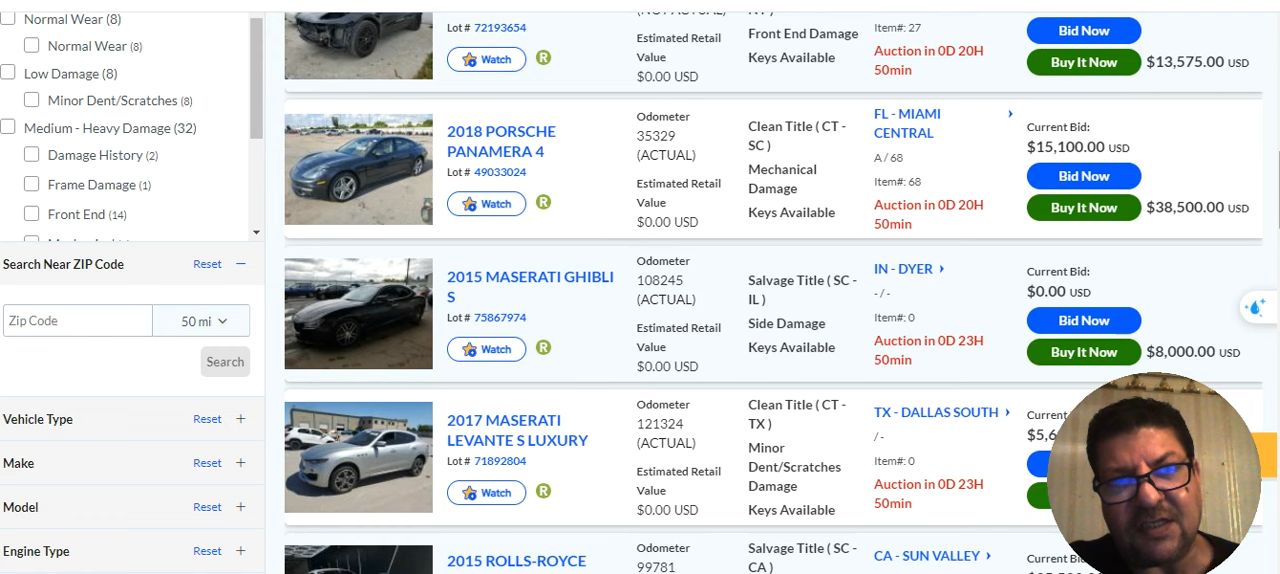 Normal Wear (8)
Normal Wear (8)
Low Damage (8)
Minor Dent/Scratches (8)
Medium - Heavy Damage (32)
Damage History (2)
Frame Damage (1)
Front End (14)
Search Near ZIP Code
Reset
Zip Code
50 mi
Search
Vehicle Type
Reset
Make
Reset
Model
Reset
Engine Type
Reset
Lot # 72193654
Watch
R
Estimated Retail
Value
$0.00 USD
Front End Damage
Keys Available
Item#: 27
Auction in 0D 20H
50min
Bid Now
Buy It Now
$13,575.00 USD
2018 PORSCHE
PANAMERA 4
Lot # 49033024
Watch
R
Odometer
35329
(ACTUAL)
Estimated Retail
Value
$0.00 USD
Clean Title ( CT -
SC )
Mechanical
Damage
Keys Available
FL - MIAMI
CENTRAL
A / 68
Item#: 68
Auction in 0D 20H
50min
Current Bid:
$15,100.00 USD
Bid Now
Buy It Now
$38,500.00 USD
2015 MASERATI GHIBLI
S
Lot # 75867974
Watch
R
Odometer
108245
(ACTUAL)
Estimated Retail
Value
$0.00 USD
Salvage Title ( SC -
IL )
Side Damage
Keys Available
IN - DYER
- / -
Item#: 0
Auction in 0D 23H
50min
Current Bid:
$0.00 USD
Bid Now
Buy It Now
$8,000.00 USD
2017 MASERATI
LEVANTE S LUXURY
Lot # 71892804
Watch
R
Odometer
121324
(ACTUAL)
Estimated Retail
Value
$0.00 USD
Clean Title ( CT -
TX )
Minor
Dent/Scratches
Damage
Keys Available
TX - DALLAS SOUTH
/ -
Item#: 0
Auction in 0D 23H
50min
2015 ROLLS-ROYCE
Odometer
99781
Salvage Title ( SC -
CA )
CA - SUN VALLEY